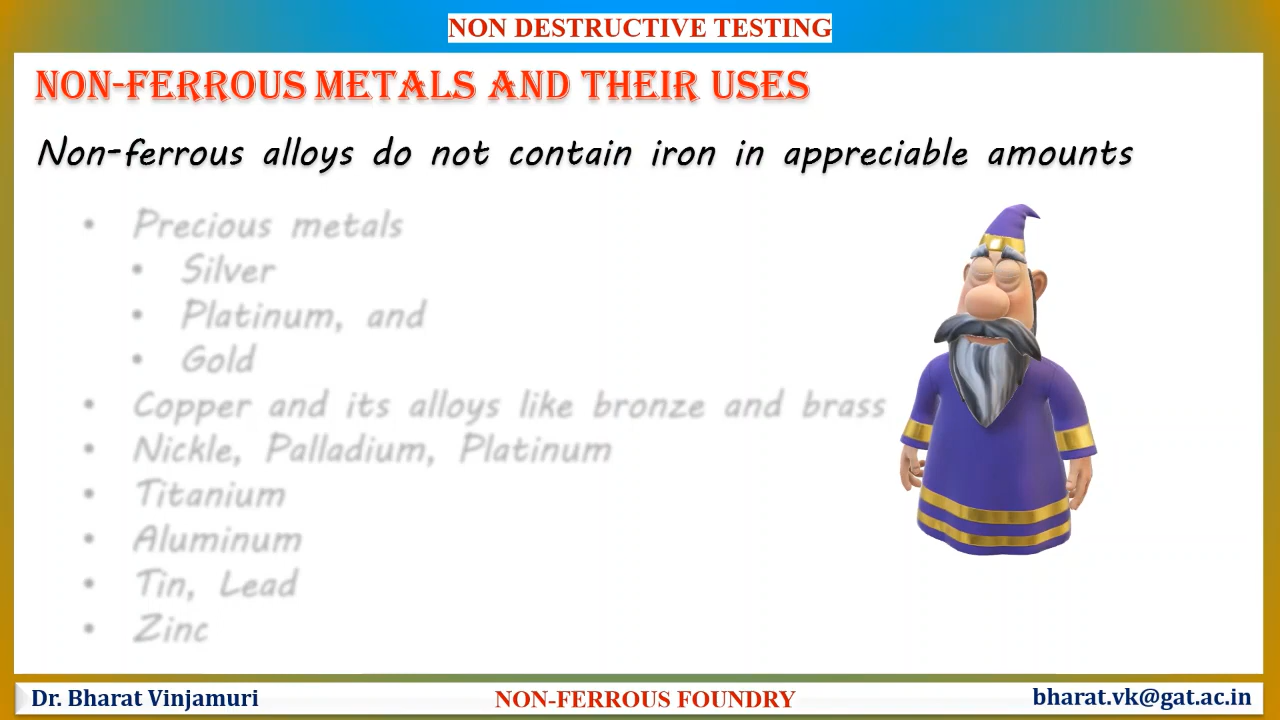 NON DESTRUCTIVE TESTING
NON-FERROUS METALS AND THEIR USES
Non-ferrous alloys do not contain iron in appreciable amounts
• Precious metals
• Silver
• Platinum, and
• Gold
• Copper and its alloys like bronze and brass
• Nickle, Palladium, Platinum
• Titanium
• Aluminum
• Tin, Lead
• Zinc
Dr. Bharat Vinjamuri
NON-FERROUS FOUNDRY
bharat.vk@gat.ac.in